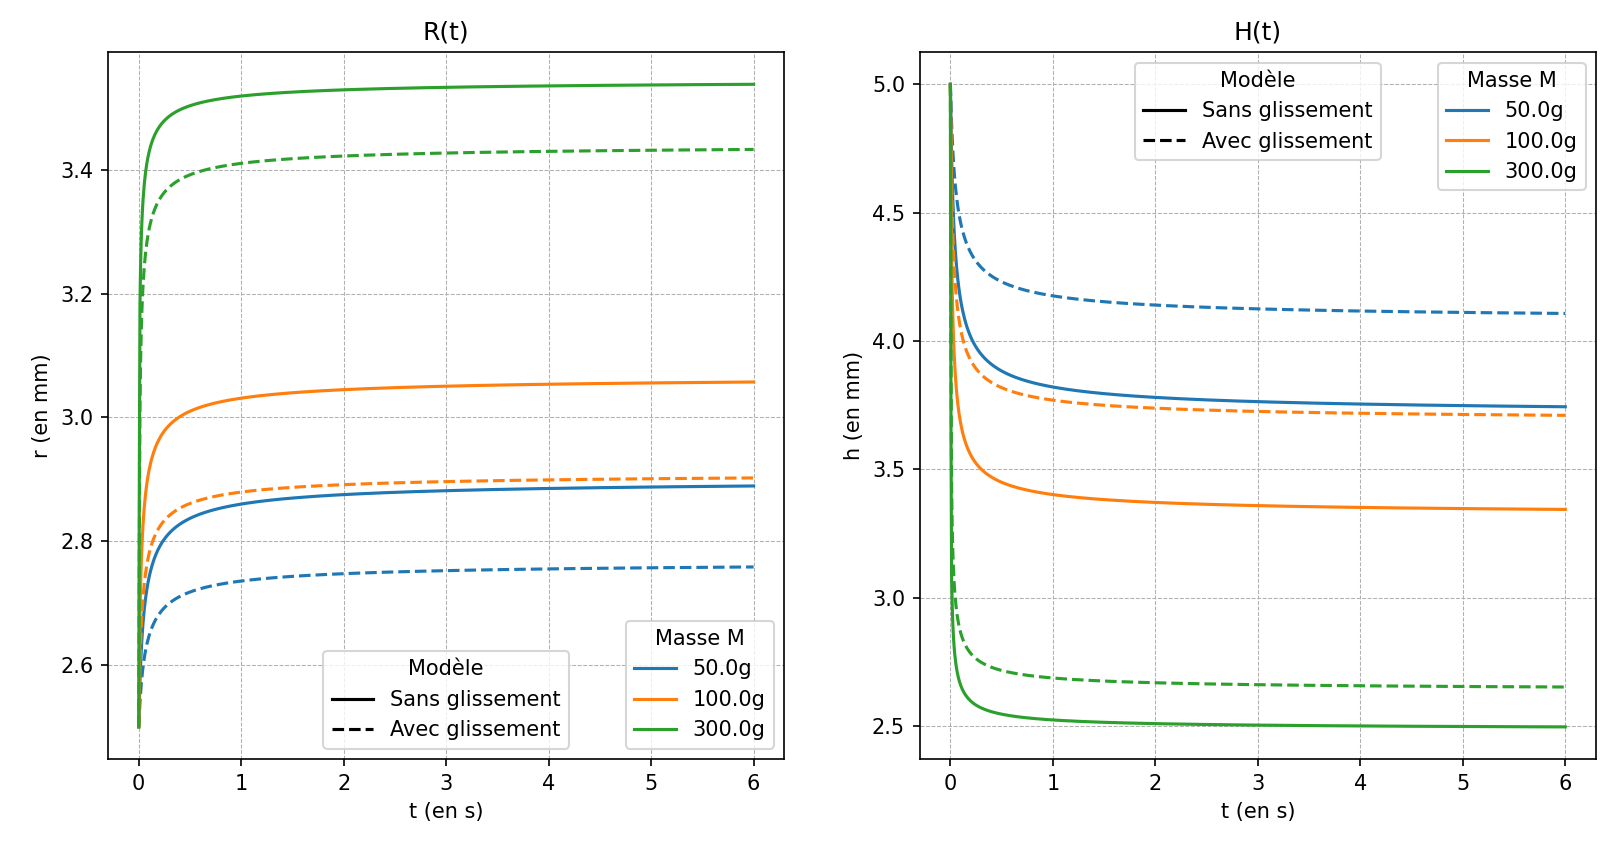 R(t)
r (en mm)
3.4
3.2
3.0
2.8
2.6
Modèle
Sans glissement
Avec glissement
Masse M
50.0g
100.0g
300.0g
0 1 2 3 4 5 6
t (en s)
H(t)
h (en mm)
5.0
4.5
4.0
3.5
3.0
2.5
Modèle
Sans glissement
Avec glissement
Masse M
50.0g
100.0g
300.0g
0 1 2 3 4 5 6
t (en s)